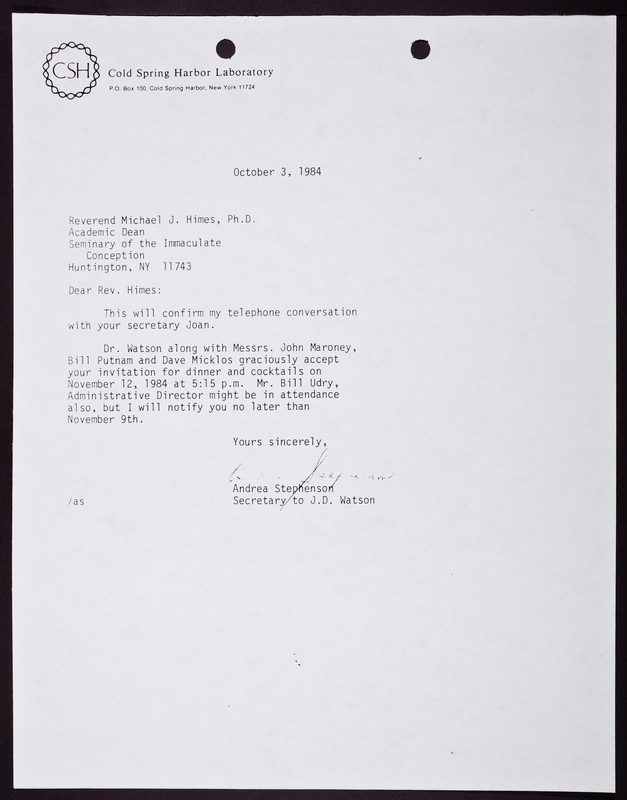 CSH
Cold Spring Harbor Laboratory
P.O. Box 100, Cold Spring Harbor, New York 11724
October 3, 1984
Reverend Michael J. Himes, Ph.D.
Academic Dean
Seminary of the Immaculate
Conception
Huntington, NY 11743
Dear Rev. Himes:
This will confirm my telephone conversation
with your secretary Joan.
Dr. Watson along with Messrs. John Maroney,
Bill Putnam and Dave Micklos graciously accept
your invitation for dinner and cocktails on
November 12, 1984 at 5:15 p.m. Mr. Bill Udry,
Administrative Director might be in attendance
also, but I will notify you no later than
November 9th.
Yours sincerely,
Andrea Stephenson
/as
Secretary to J.D. Watson